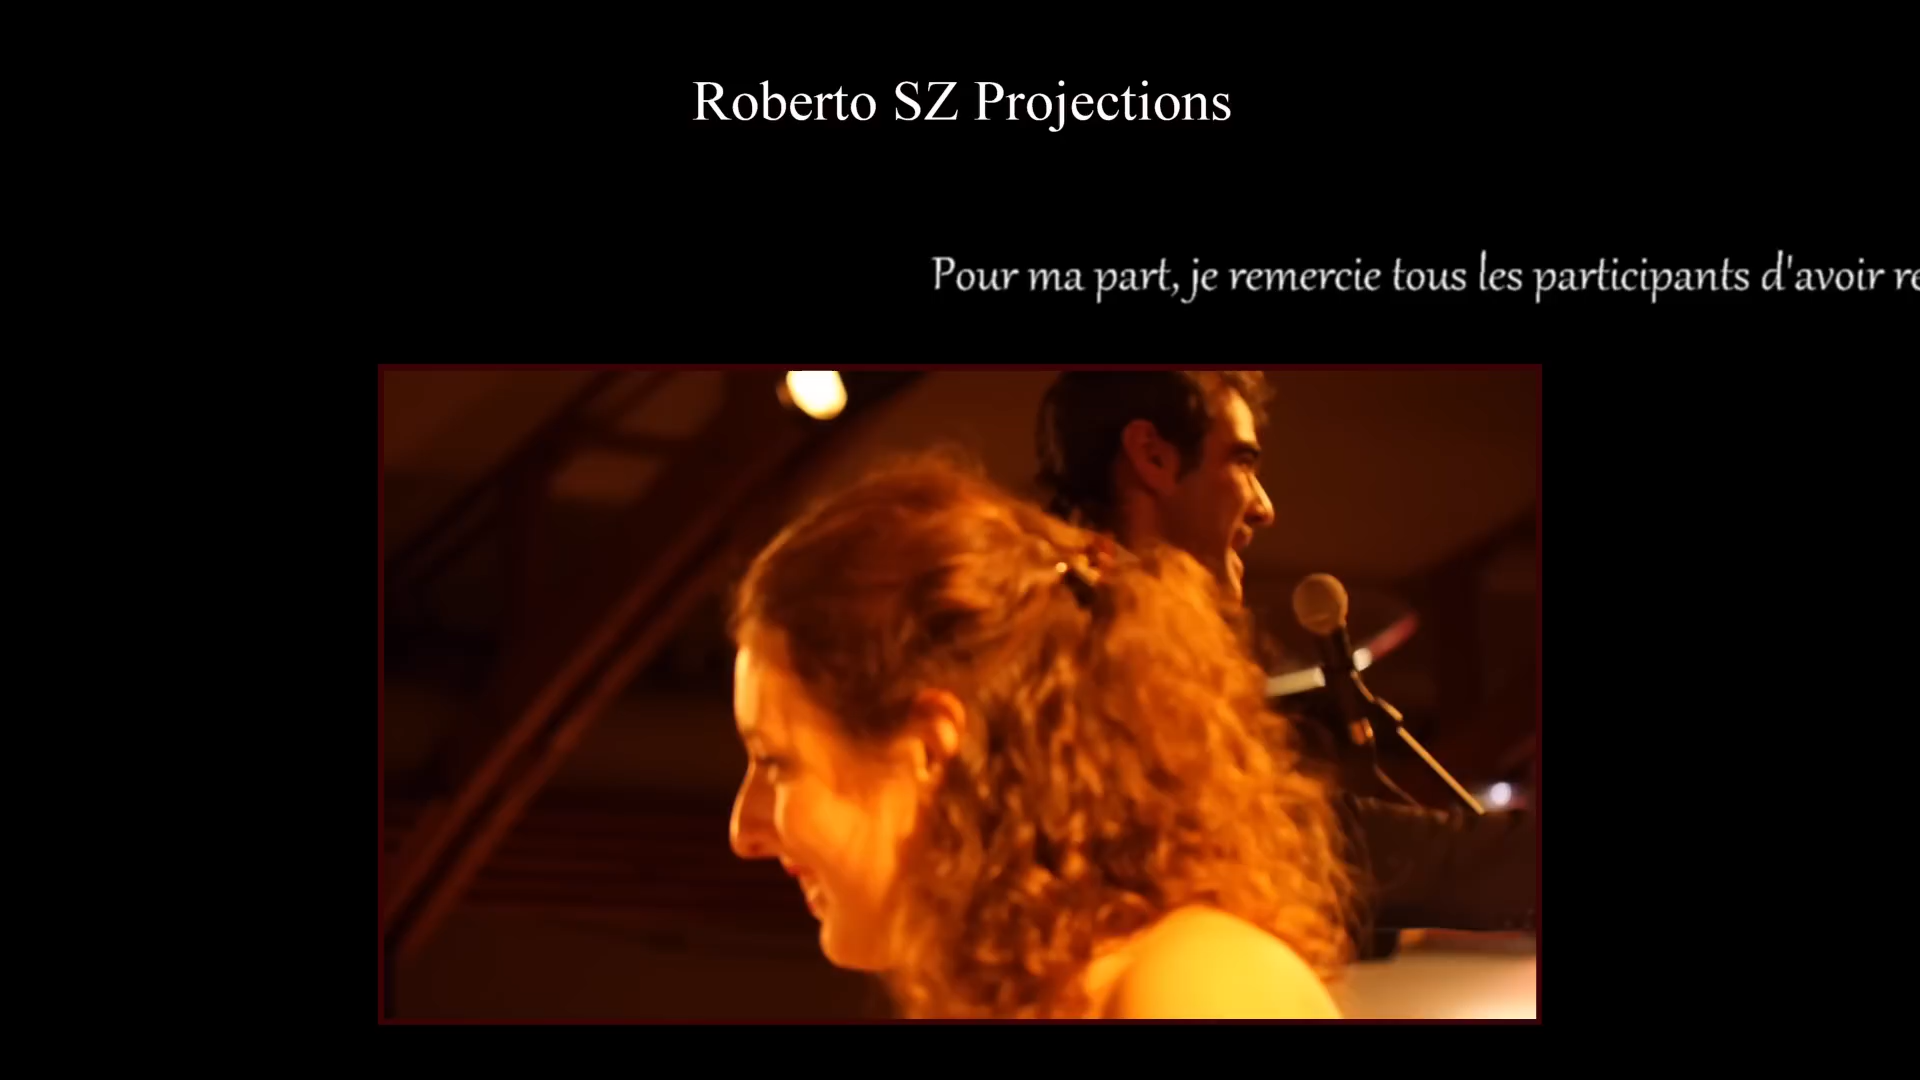 Roberto SZ Projections
Pour ma part, je remercie tous les participants d'avoir